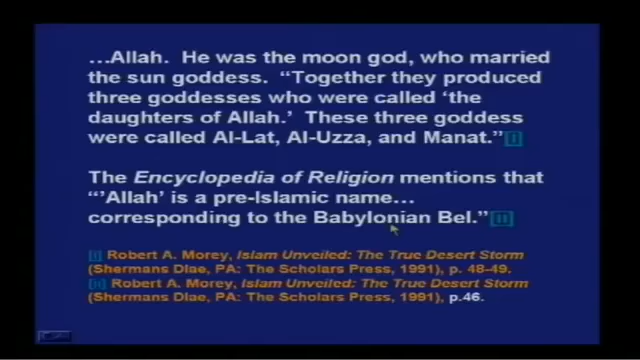 …Allah. He was the moon god, who married
the sun goddess. “Together they produced
three goddesses who were called ‘the
daughters of Allah.’ These three goddess
were called Al-Lat, Al-Uzza, and Manat.”[i]
The Encyclopedia of Religion mentions that
“’Allah’ is a pre-Islamic name…
corresponding to the Babylonian Bel.”[ii]
[i] Robert A. Morey, Islam Unveiled: The True Desert Storm
(Shermans Dlae, PA: The Scholars Press, 1991), p. 48-49.
[ii] Robert A. Morey, Islam Unveiled: The True Desert Storm
(Shermans Dlae, PA: The Scholars Press, 1991), p.46.